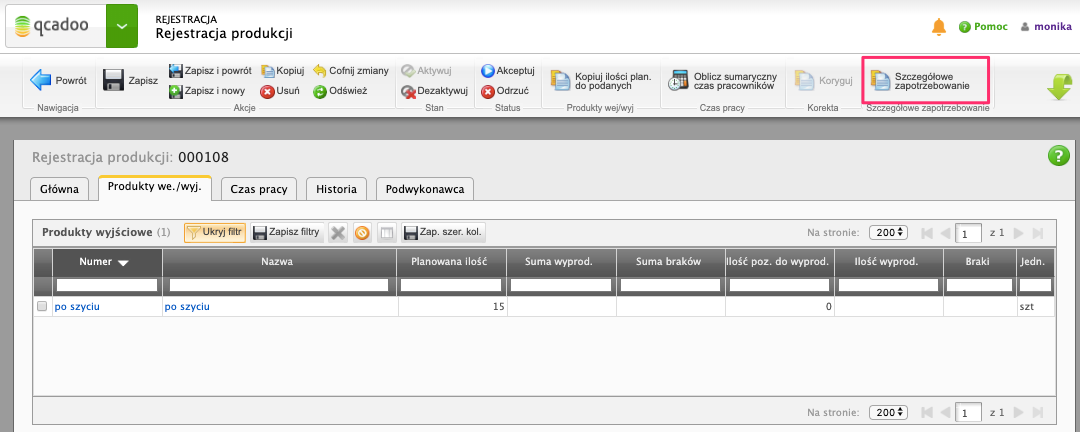 qcadoo
REJESTRACJA
Rejestracja produkcji
Pomoc
monika
Powrót
Nawigacja
Zapisz
Zapisz i powrót
Kopiuj
Cofnij zmiany
Zapisz i nowy
Usuń
Odśwież
Akcje
Aktywuj
Dezaktywuj
Stan
Akceptuj
Odrzuć
Status
Kopiuj ilości plan.
do podanych
Produkty wej/wyj
Oblicz sumaryczny
czas pracowników
Czas pracy
Koryguj
Korekta
Szczegółowe
zapotrzebowanie
Szczegółowe zapotrzebowanie
Rejestracja produkcji: 000108
Główna
Produkty we./wyj.
Czas pracy
Historia
Podwykonawca
Produkty wyjściowe (1)
Ukryj filtr
Zapisz filtry
Zap. szer. kol.
Na stronie: 200 1 z 1
Numer Nazwa Planowana ilość Suma wyprod. Suma braków Ilość poz. do wyprod. Ilość wyprod. Braki Jedn.
po szyciu po szyciu 15 0 szt
Na stronie: 200 1 z 1